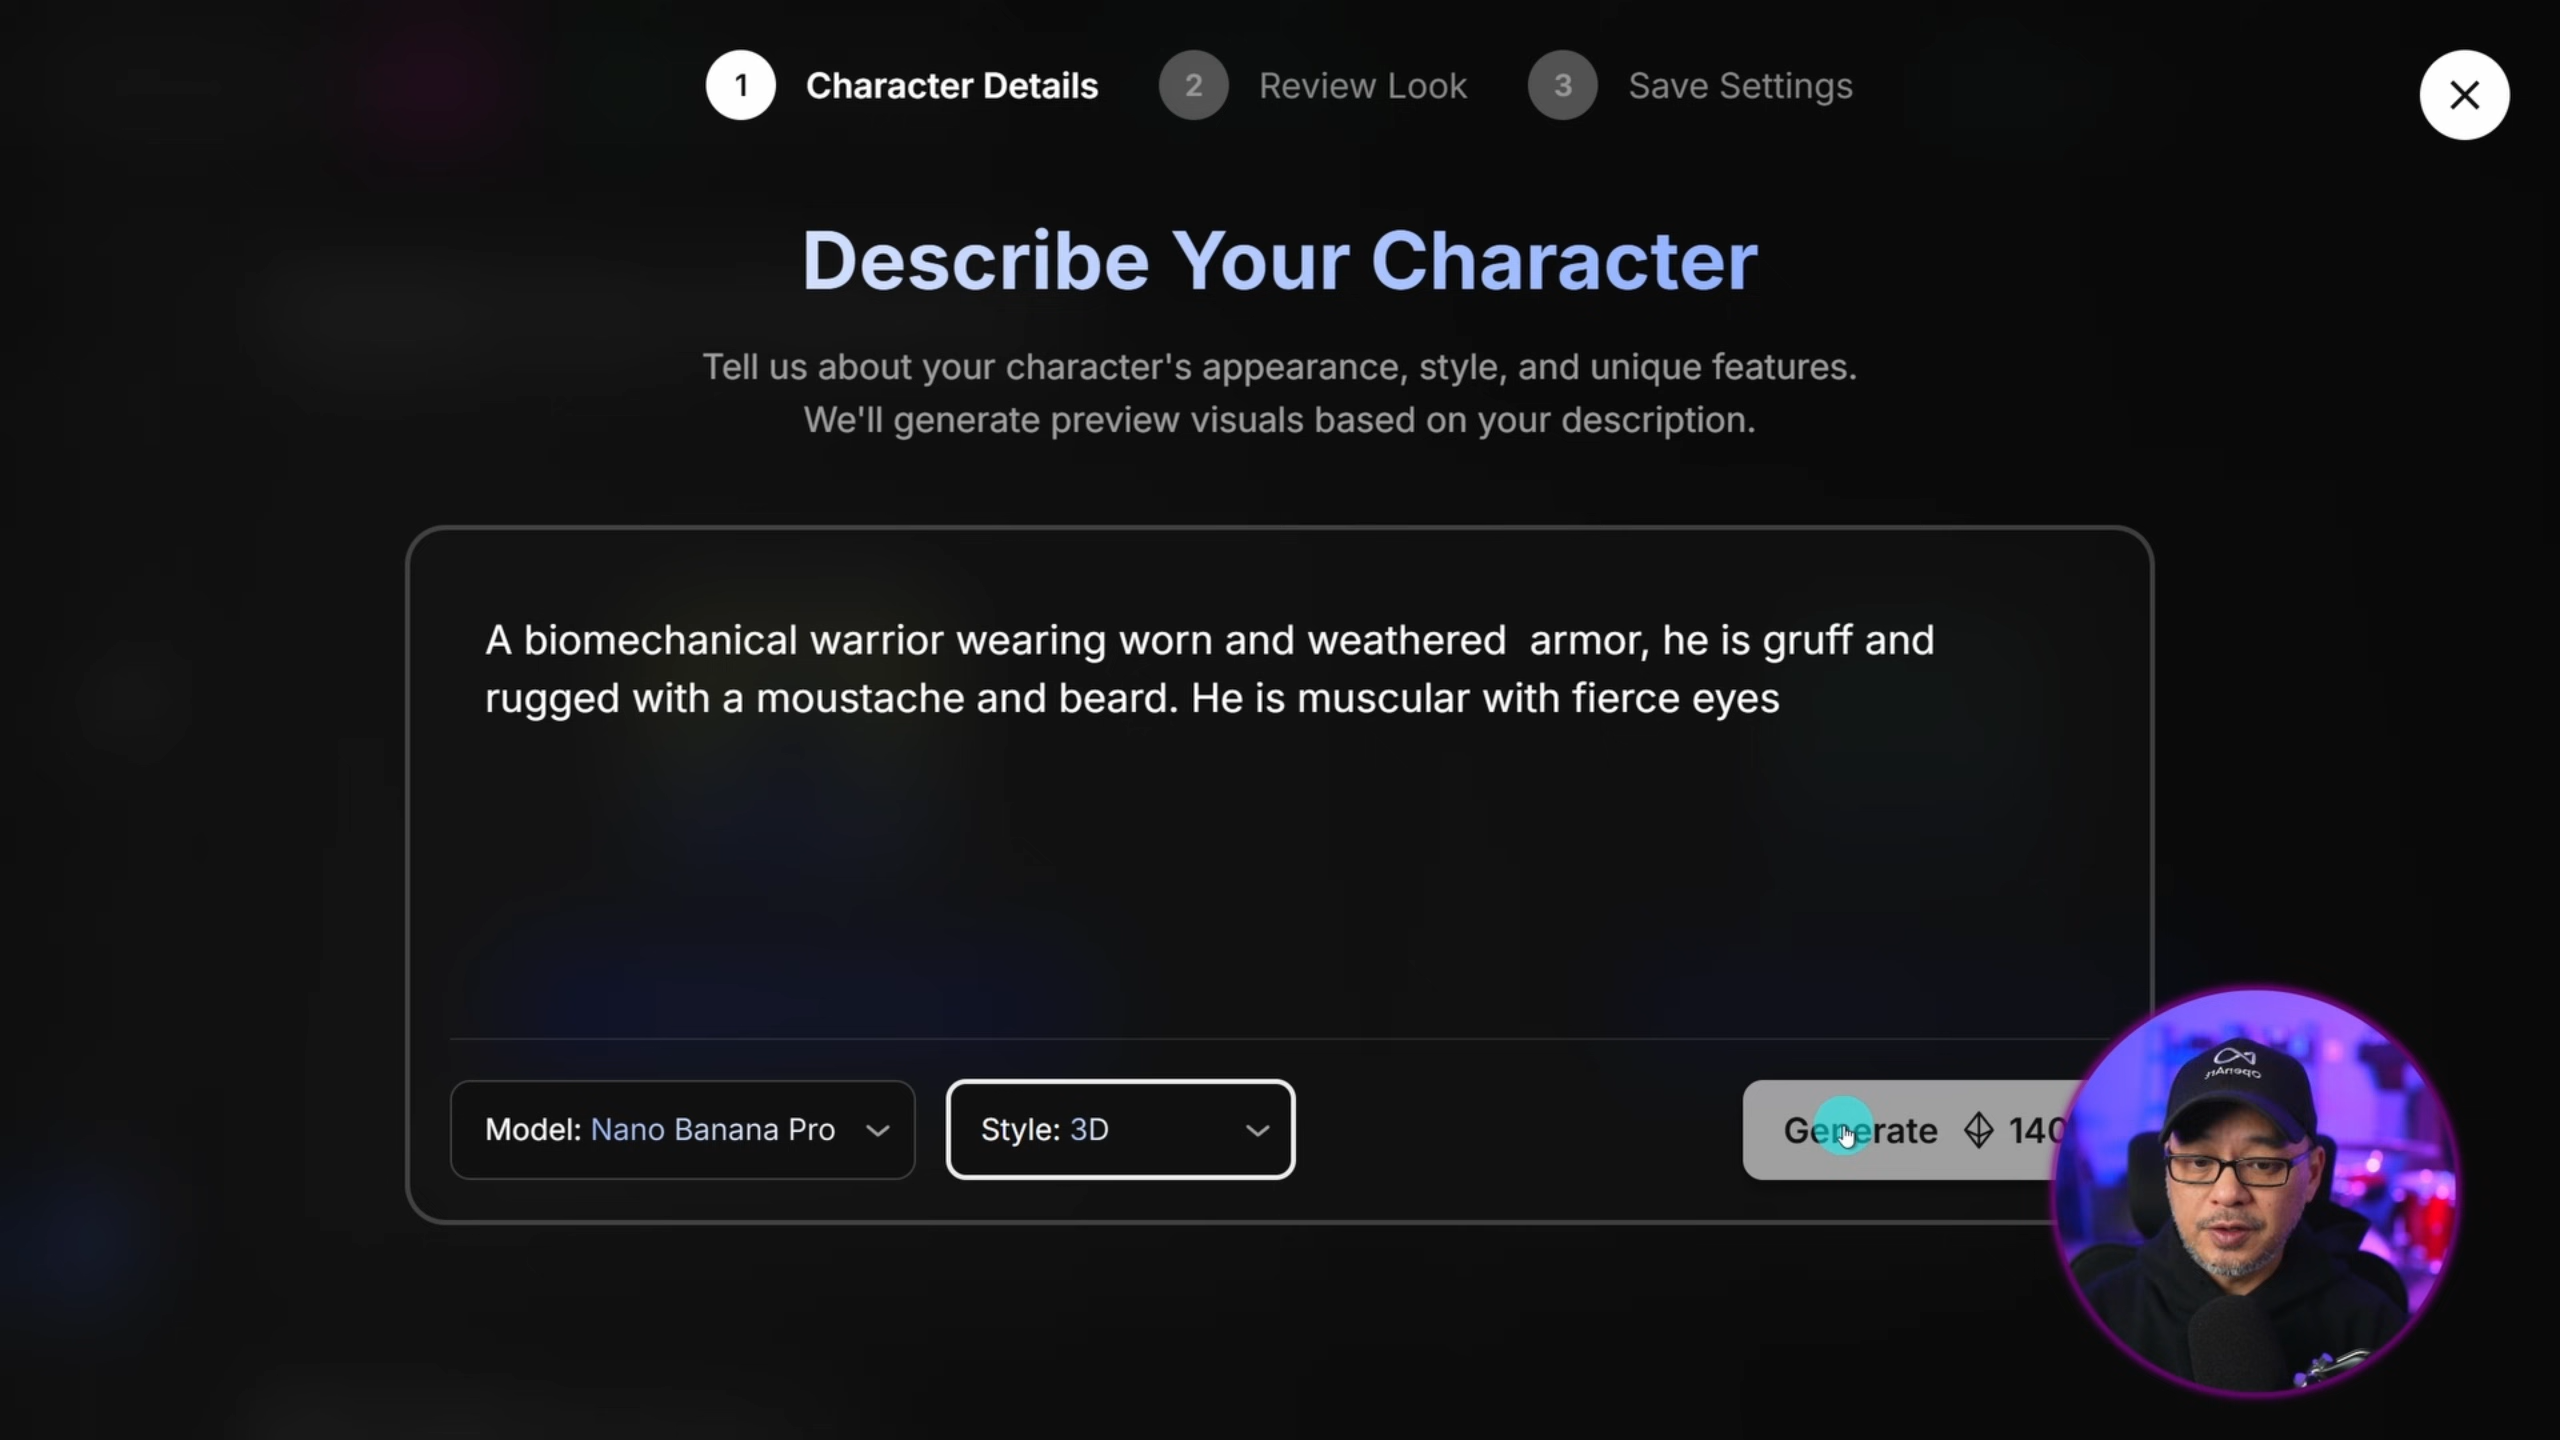 1 Character Details 2 Review Look 3 Save Settings
Describe Your Character
Tell us about your character's appearance, style, and unique features.
We'll generate preview visuals based on your description.
A biomechanical warrior wearing worn and weathered  armor, he is gruff and
rugged with a moustache and beard. He is muscular with fierce eyes
Model: Nano Banana Pro
Style: 3D
Generate 140
OpenArt